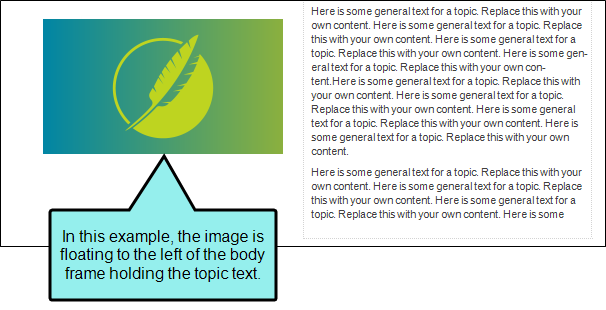 Here is some general text for a topic. Replace this with your
own content. Here is some general text for a topic. Replace
this with your own content. Here is some general text for a
topic. Replace this with your own content. Here is some gen-
eral text for a topic. Replace this with your own con-
tent.Here is some general text for a topic. Replace this with
your own content. Here is some general text for a topic.
Replace this with your own content. Here is some general
text for a topic. Replace this with your own content. Here is
some general text for a topic. Replace this with your own
content.
Here is some general text for a topic. Replace this with your
own content. Here is some general text for a topic. Replace
this with your own content. Here is some general text for a
topic. Replace this with your own content. Here is some
In this example, the image is
floating to the left of the body
frame holding the topic text.